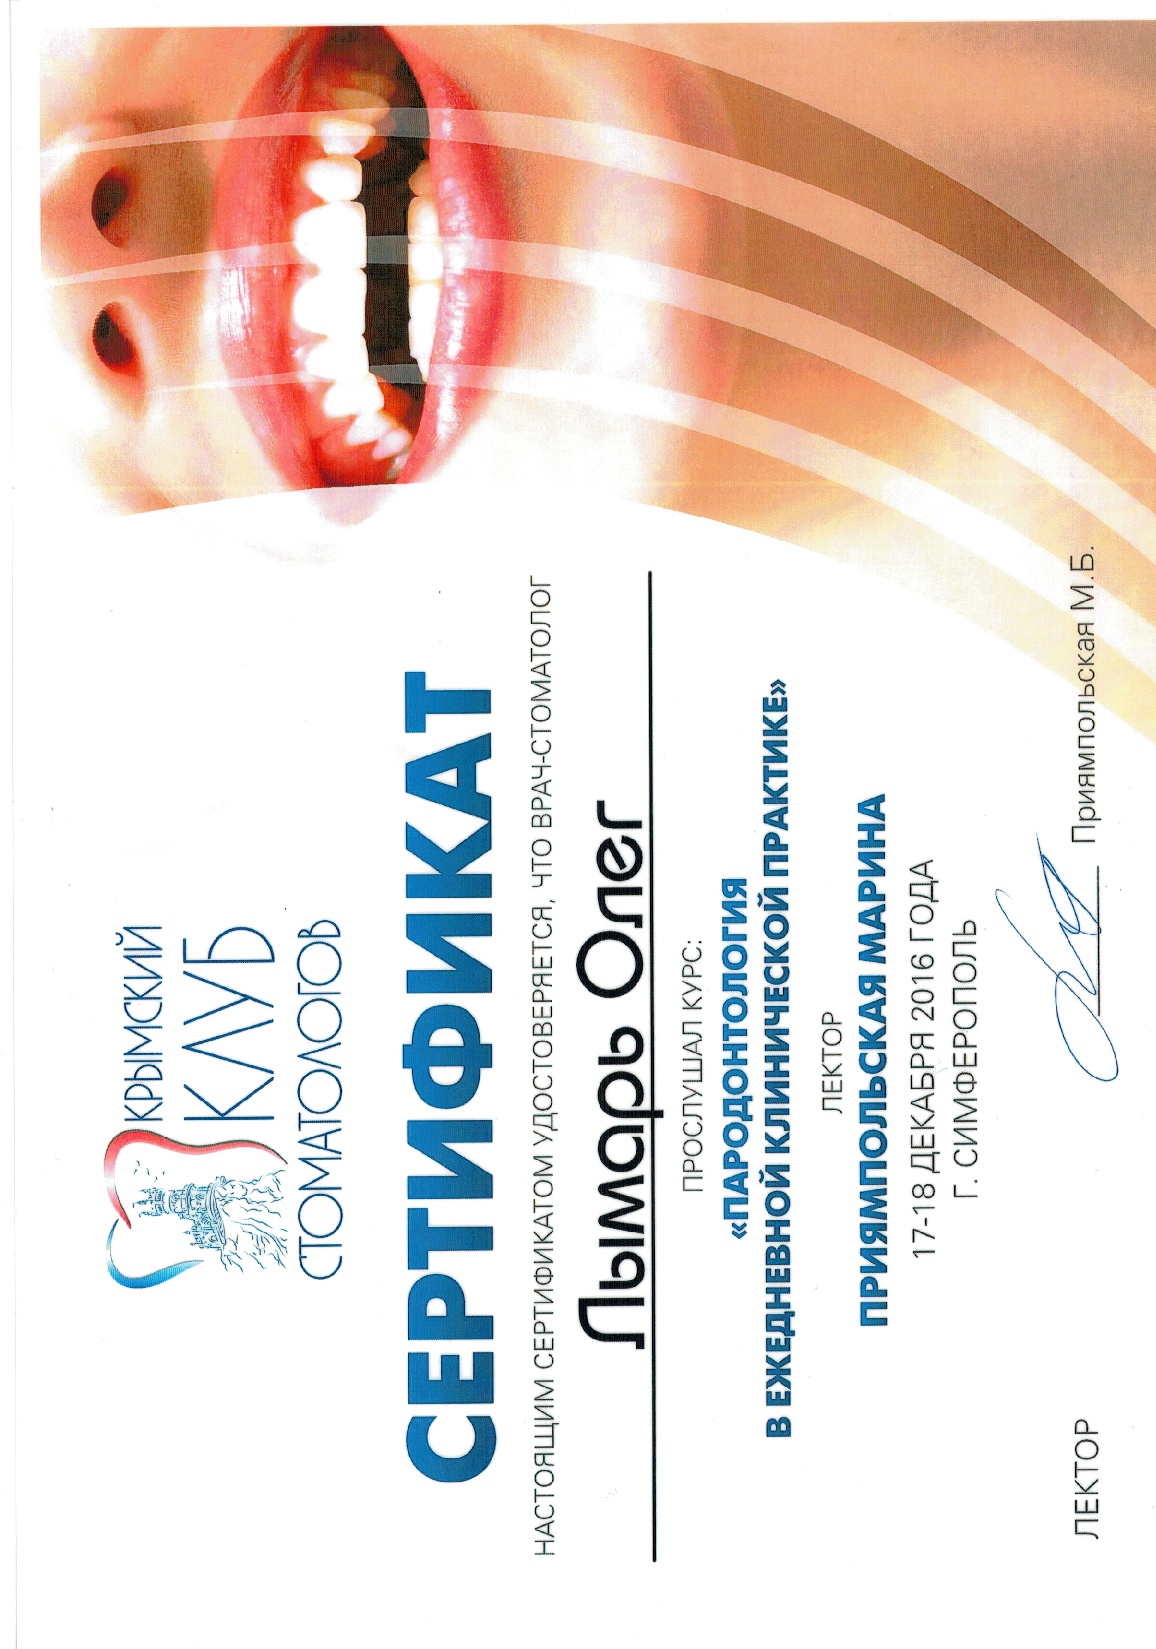 КРЫМСКИЙ
КЛУБ
СТОМАТОЛОГОВ
СЕРТИФИКАТ
НАСТОЯЩИМ СЕРТИФИКАТОМ УДОСТОВЕРЯЕТСЯ, ЧТО ВРАЧ-СТОМАТОЛОГ
Лымарь Олег
ПРОСЛУШАЛ КУРС:
«ПАРОДОНТОЛОГИЯ
В ЕЖЕДНЕВНОЙ КЛИНИЧЕСКОЙ ПРАКТИКЕ»
ЛЕКТОР
ПРИЯМПОЛЬСКАЯ МАРИНА
17-18 ДЕКАБРЯ 2016 ГОДА
Г. СИМФЕРОПОЛЬ
ЛЕКТОР Приямпольская М.Б.